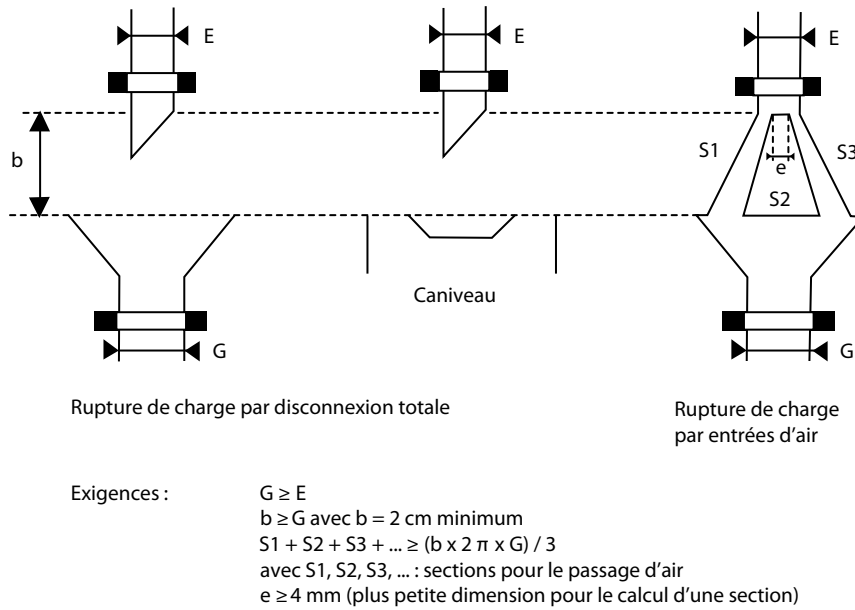 E
E
E
b
S1
S3
e
S2
Caniveau
G
G
Rupture de charge par disconnexion totale
Rupture de charge
par entrées d’air
Exigences :
G ≥ E
b ≥ G avec b = 2 cm minimum
S1 + S2 + S3 + ... ≥ (b x 2 π x G) / 3
avec S1, S2, S3, ... : sections pour le passage d’air
e ≥ 4 mm (plus petite dimension pour le calcul d’une section)